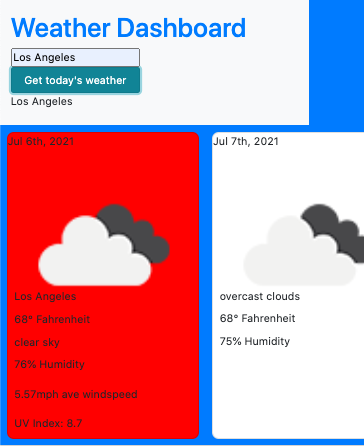 Weather Dashboard
Los Angeles
Get today's weather
Los Angeles
Jul 6th, 2021
Los Angeles
68° Fahrenheit
clear sky
76% Humidity
5.57mph ave windspeed
UV Index: 8.7
Jul 7th, 2021
overcast clouds
68° Fahrenheit
75% Humidity